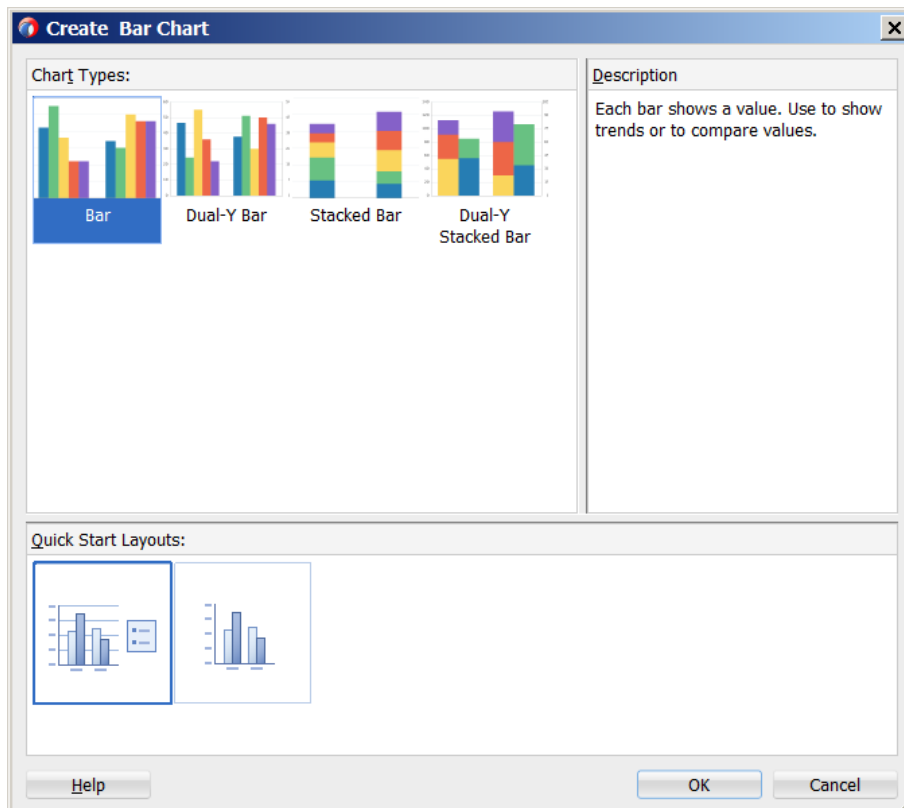 Create Bar Chart
Chart Types:
Bar
Dual-Y Bar
Stacked Bar
Dual-Y
Stacked Bar
Description
Each bar shows a value. Use to show
trends or to compare values.
Quick Start Layouts:
Help
OK
Cancel